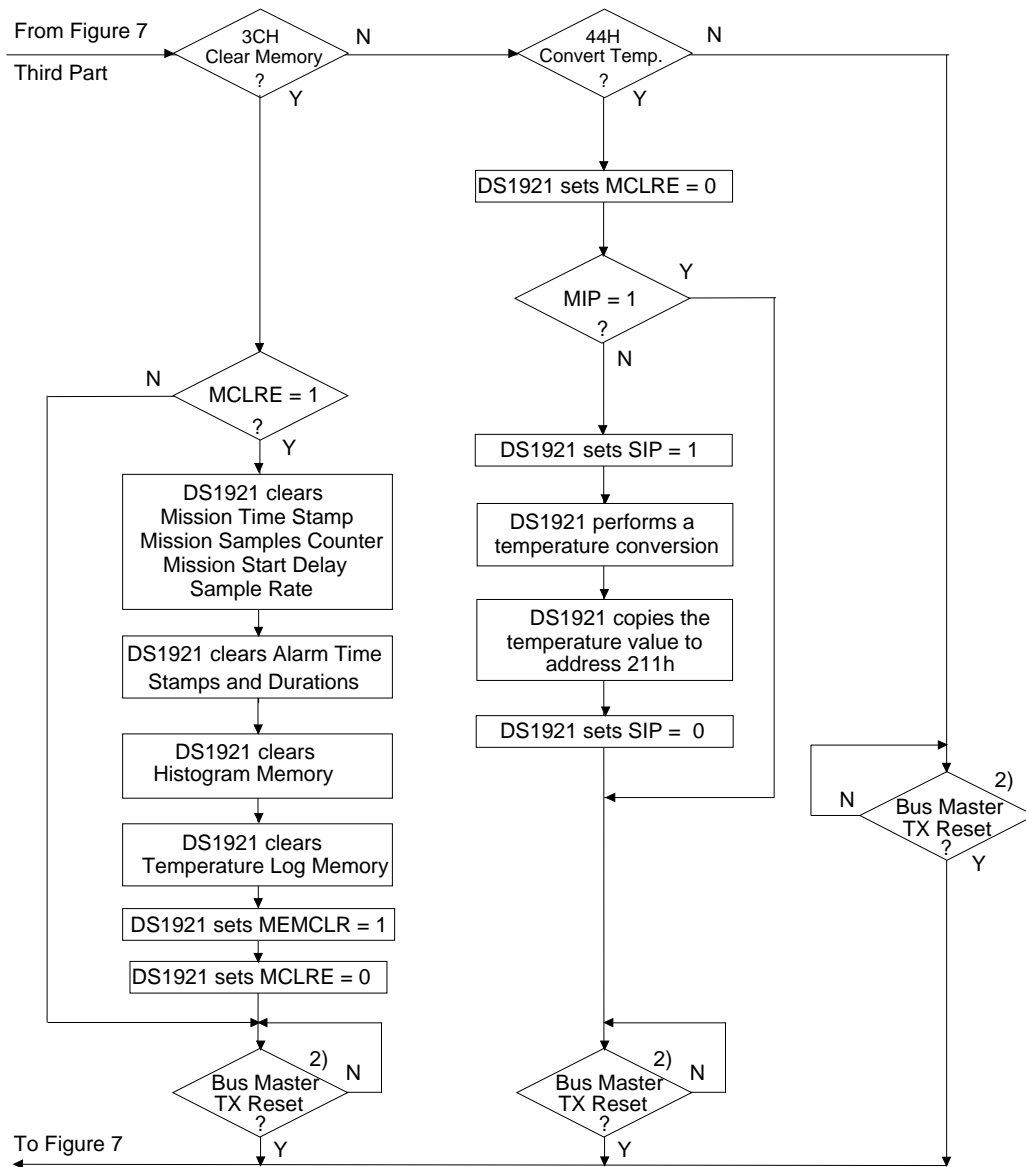 From Figure 7
Third Part
3CH
Clear Memory
?
N
Y
44H
Convert Temp.
?
N
Y
DS1921 sets MCLRE = 0
MIP = 1
?
Y
N
MCLRE = 1
?
N
Y
DS1921 clears
Mission Time Stamp
Mission Samples Counter
Mission Start Delay
Sample Rate
DS1921 clears Alarm Time
Stamps and Durations
DS1921 clears
Histogram Memory
DS1921 clears
Temperature Log Memory
DS1921 sets MEMCLR = 1
DS1921 sets MCLRE = 0
DS1921 sets SIP = 1
DS1921 performs a
temperature conversion
DS1921 copies the
temperature value to
address 211h
DS1921 sets SIP = 0
2)
Bus Master
TX Reset
?
N
Y
2)
Bus Master
TX Reset
?
N
Y
2)
Bus Master
TX Reset
?
N
Y
To Figure 7